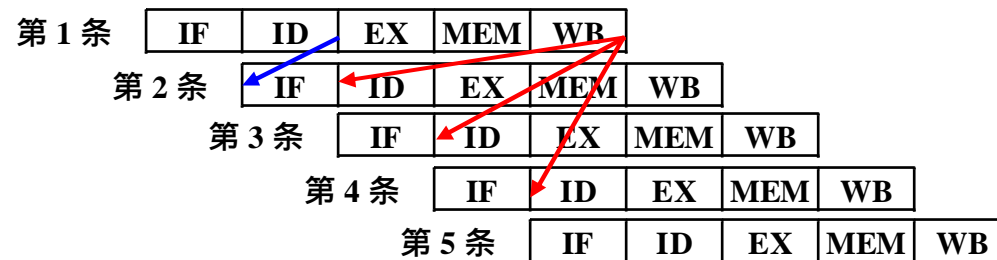 第 1 条 IF ID EX MEM WB
第 2 条 IF ID EX MEM WB
第 3 条 IF ID EX MEM WB
第 4 条 IF ID EX MEM WB
第 5 条 IF ID EX MEM WB